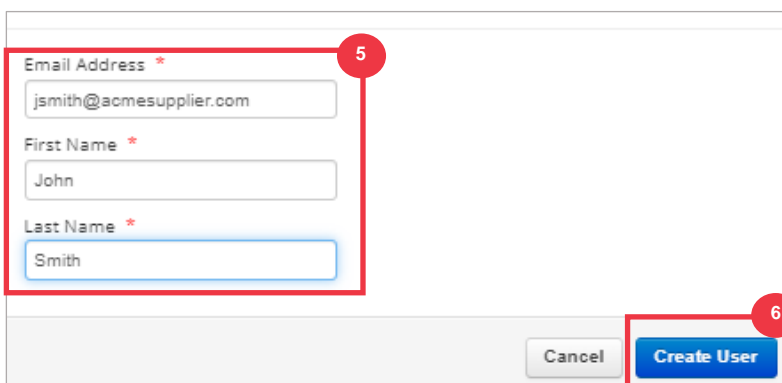 5
Email Address *
jsmith@acmesupplier.com
First Name *
John
Last Name *
Smith
6
Cancel Create User